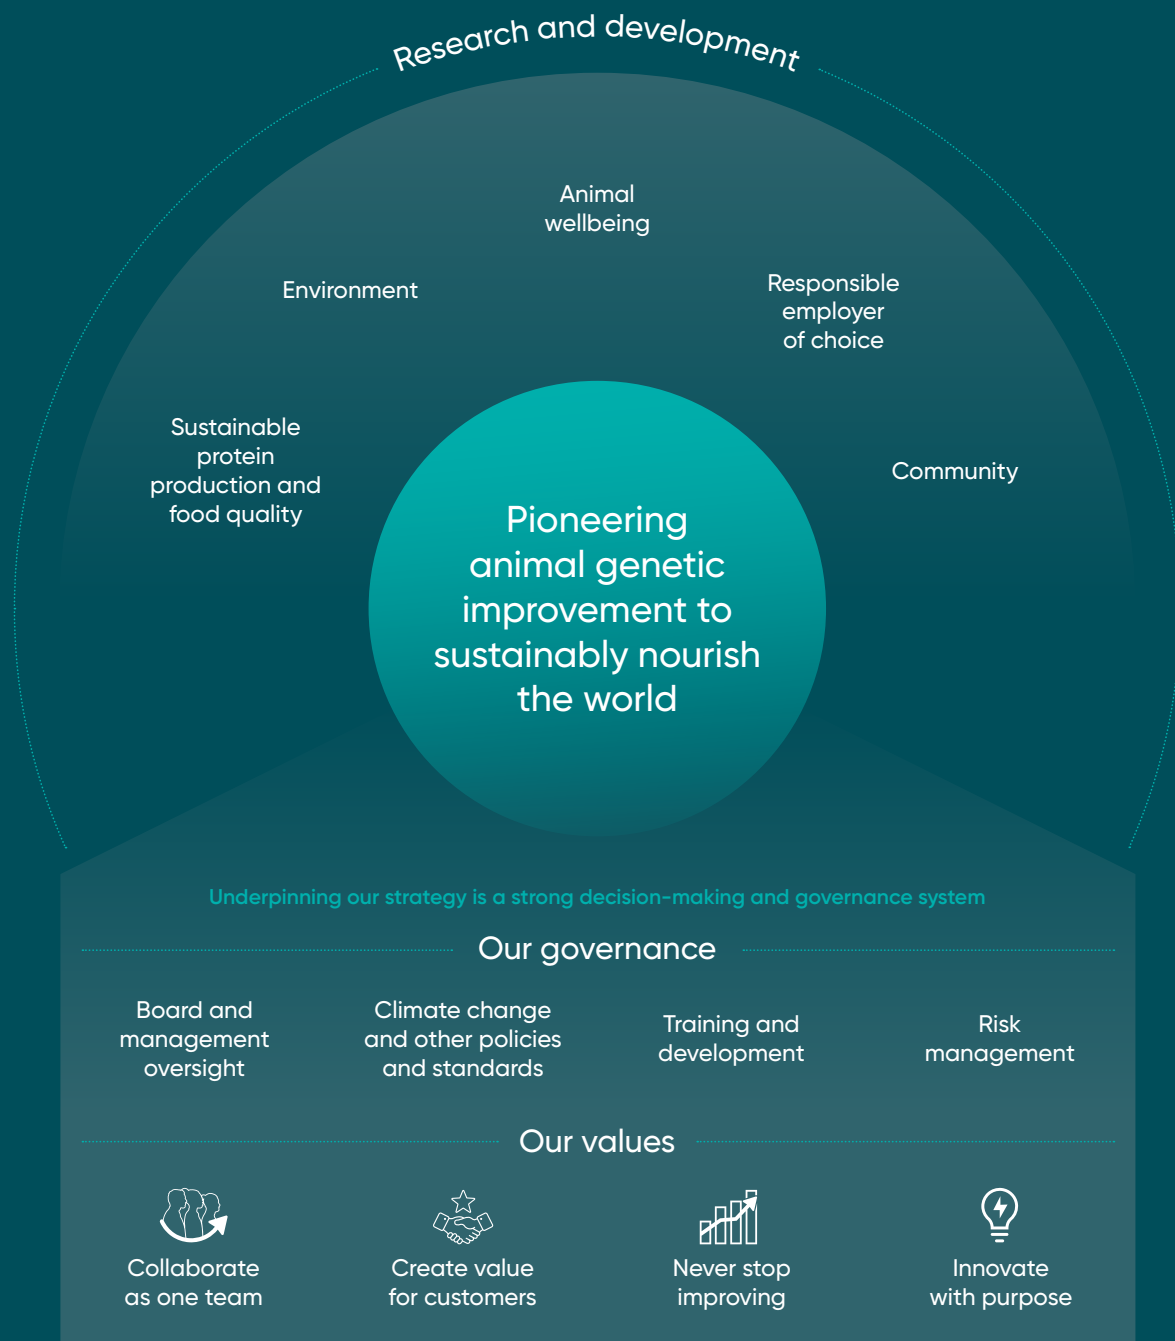 Research and development
Animal
wellbeing
Environment
Responsible
employer
of choice
Sustainable
protein
production and
food quality
Community
Pioneering
animal genetic
improvement to
sustainably nourish
the world
Underpinning our strategy is a strong decision-making and governance system
Our governance
Board and
management
oversight
Climate change
and other policies
and standards
Training and
development
Risk
management
Our values
Collaborate
as one team
Create value
for customers
Never stop
improving
Innovate
with purpose